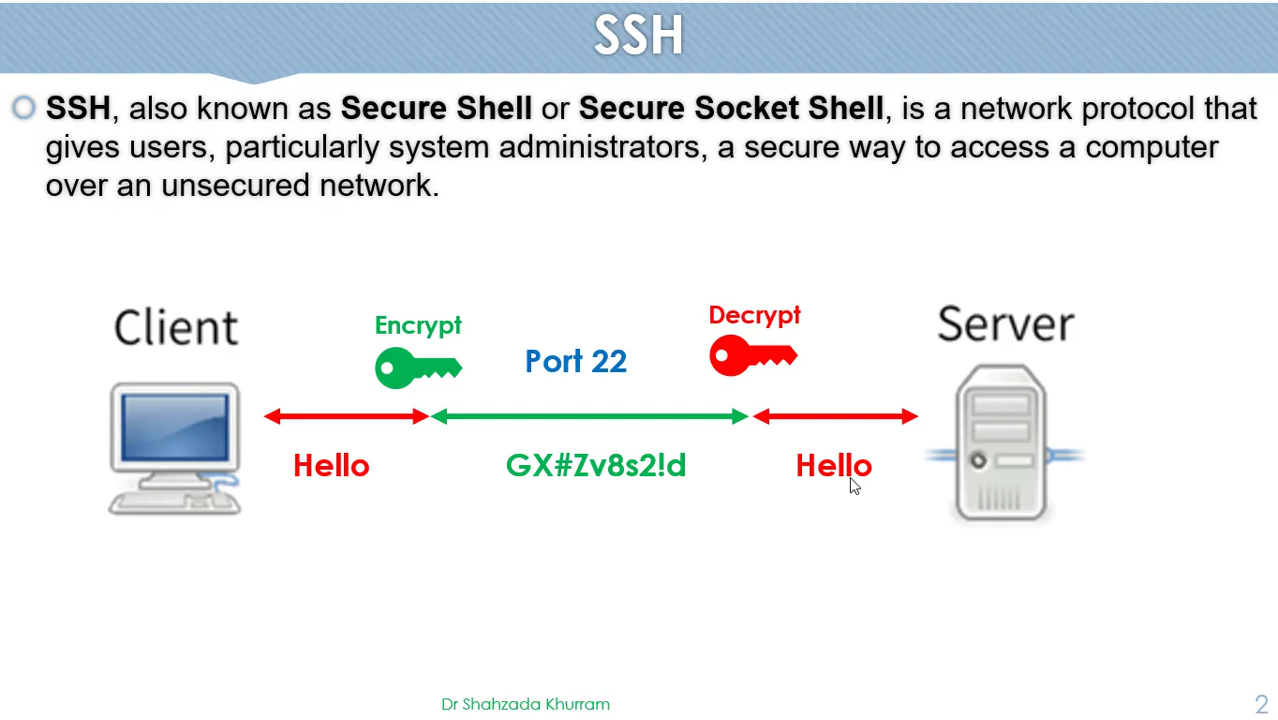 SSH
SSH, also known as Secure Shell or Secure Socket Shell, is a network protocol that
gives users, particularly system administrators, a secure way to access a computer
over an unsecured network.
Client
Encrypt
Port 22
Decrypt
Server
Hello
GX#Zv8s2!d
Hello
Dr Shahzada Khurram
2